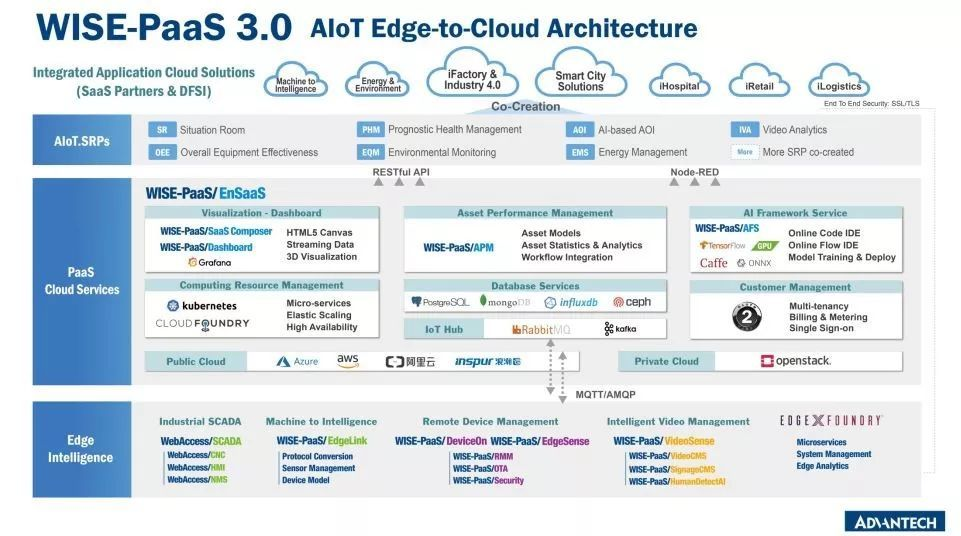 WISE-PaaS 3.0 AIoT Edge-to-Cloud Architecture
Integrated Application Cloud Solutions
(SaaS Partners & DFSI)
Machine to
Intelligence
Energy &
Environment
iFactory &
Industry 4.0
Smart City
Solutions
iHospital
iRetail
iLogistics
Co-Creation
End To End Security: SSL/TLS
AIoT.SRPs
SR Situation Room
PHM Prognostic Health Management
AOI AI-based AOI
IVA Video Analytics
OEE Overall Equipment Effectiveness
EQM Environmental Monitoring
EMS Energy Management
More More SRP co-created
RESTful API
Node-RED
PaaS
Cloud Services
WISE-PaaS/EnSaaS
Visualization - Dashboard
WISE-PaaS/SaaS Composer
WISE-PaaS/Dashboard
Grafana
HTML5 Canvas
Streaming Data
3D Visualization
Asset Performance Management
WISE-PaaS/APM
Asset Models
Asset Statistics & Analytics
Workflow Integration
AI Framework Service
WISE-PaaS/AFS
TensorFlow GPU
Caffe ONNX
Online Code IDE
Online Flow IDE
Model Training & Deploy
Computing Resource Management
kubernetes
CLOUD FOUNDRY
Micro-services
Elastic Scaling
High Availability
Database Services
PostgreSQL mongoDB influxdb ceph
IoT Hub
RabbitMQ kafka
Customer Management
2
Multi-tenancy
Billing & Metering
Single Sign-on
Public Cloud
Azure aws 阿里云 inspur 浪潮
Private Cloud
openstack.
MQTT/AMQP
Edge
Intelligence
Industrial SCADA
WebAccess/SCADA
WebAccess/CNC
WebAccess/HMI
WebAccess/NMS
Machine to Intelligence
WISE-PaaS/EdgeLink
Protocol Conversion
Sensor Management
Device Model
Remote Device Management
WISE-PaaS/DeviceOn WISE-PaaS/EdgeSense
WISE-PaaS/RMM
WISE-PaaS/OTA
WISE-PaaS/Security
Intelligent Video Management
WISE-PaaS/VideoSense
WISE-PaaS/VideoCMS
WISE-PaaS/SignageCMS
WISE-PaaS/HumanDetectAI
EDGE X FOUNDRY
Microservices
System Management
Edge Analytics
ADVANTECH